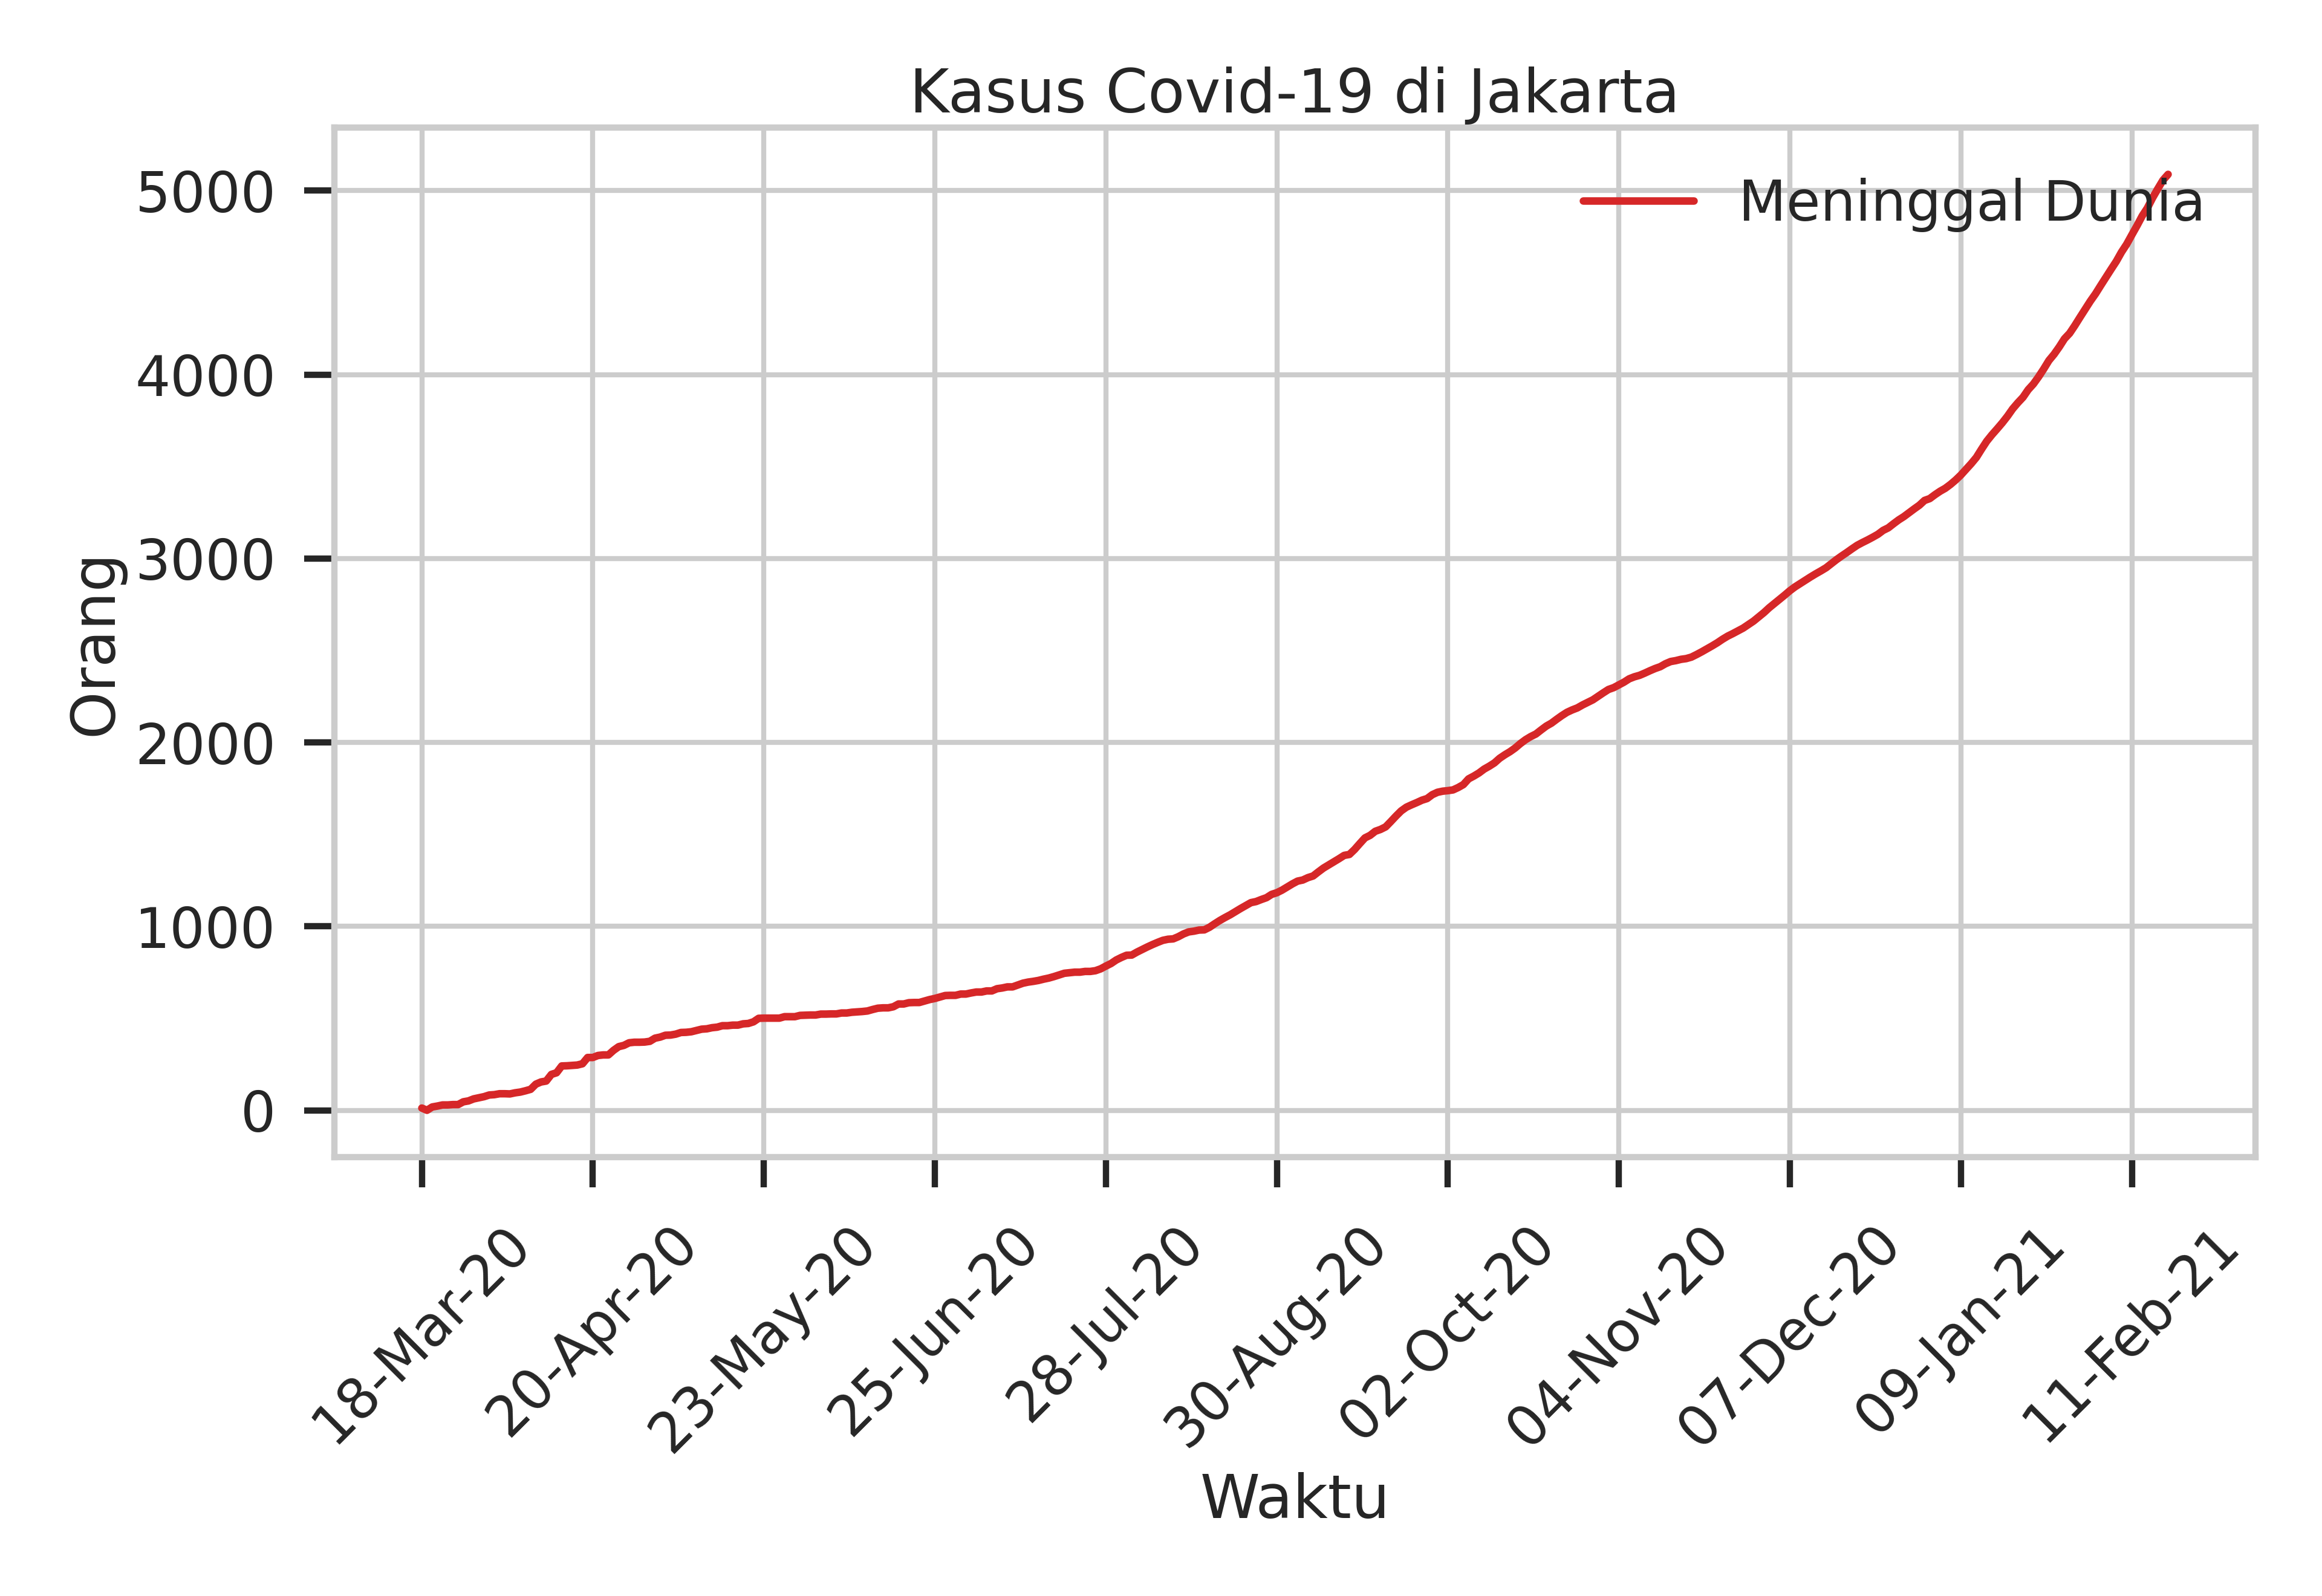 Kasus Covid-19 di Jakarta
Meninggal Dunia
5000
4000
3000
2000
1000
0
Orang
18-Mar-20
20-Apr-20
23-May-20
25-Jun-20
28-Jul-20
30-Aug-20
02-Oct-20
04-Nov-20
07-Dec-20
09-Jan-21
11-Feb-21
Waktu